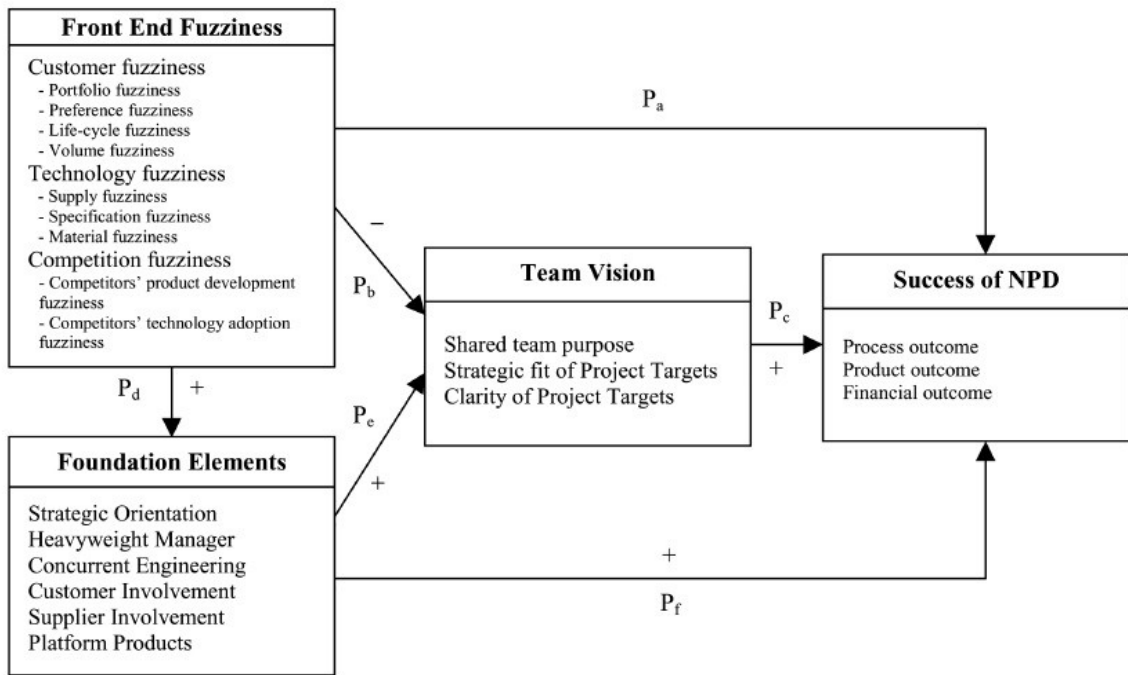 Front End Fuzziness
Customer fuzziness
- Portfolio fuzziness
- Preference fuzziness
- Life-cycle fuzziness
- Volume fuzziness
Technology fuzziness
- Supply fuzziness
- Specification fuzziness
- Material fuzziness
Competition fuzziness
- Competitors' product development
fuzziness
- Competitors' technology adoption
fuzziness
Pa
−
Pb
Team Vision
Shared team purpose
Strategic fit of Project Targets
Clarity of Project Targets
Pc
+
Success of NPD
Process outcome
Product outcome
Financial outcome
Pd +
Pe
+
Foundation Elements
Strategic Orientation
Heavyweight Manager
Concurrent Engineering
Customer Involvement
Supplier Involvement
Platform Products
+
Pf